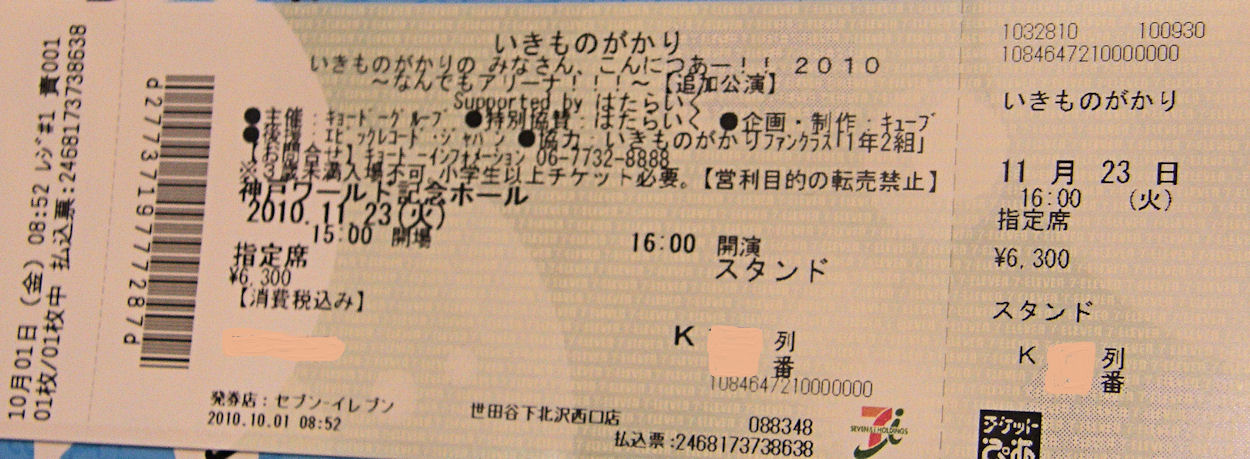 10月01日(金) 08:52 レジ#1 責001
01枚/01枚中 払込票:2468173738638
d2773719777287d
いきものがかり
いきものがかりの みなさん、こんにつあー!! 2010
〜なんでもアリーナ!!!〜【追加公演】
Supported by はたらいく
●主催:キョードーグループ ●特別協賛:はたらいく ●企画・制作:キューブ
●後援:エピックレコードジャパン ●協力:いきものがかりファンクラブ「1年2組」
【お問合せ】キョードーインフォメーション 06-7732-8888
※3歳未満入場不可。小学生以上チケット必要。【営利目的の転売禁止】
神戸ワールド記念ホール
2010.11.23(火)
15:00 開場
16:00 開演
指定席
スタンド
¥6,300
【消費税込み】
K 列
番
1084647210000000
発券店:セブン-イレブン 世田谷下北沢西口店 088348
2010.10.01 08:52 払込票:2468173738638
SEVEN & i HOLDINGS
1032810 100930
1084647210000000
いきものがかり
11月 23日
16:00 (火)
指定席
¥6,300
スタンド
K 列
番
チケットぴあ